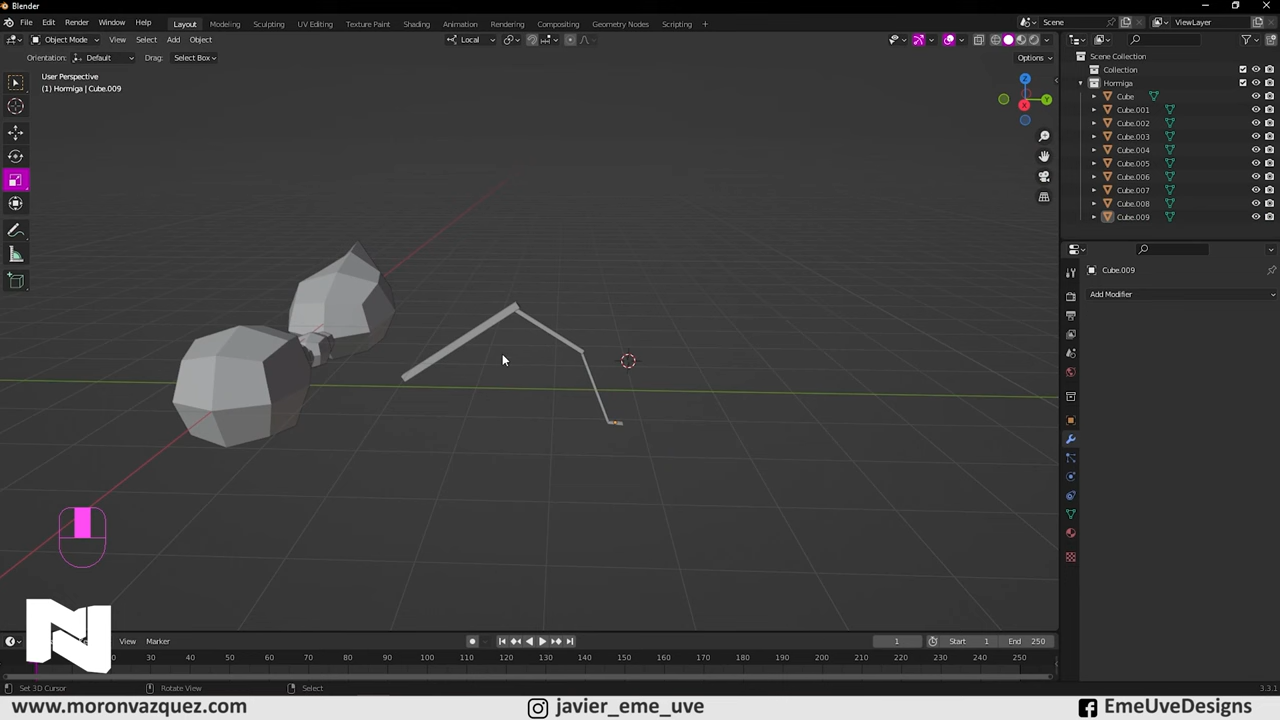 Blender
File Edit Render Window Help Layout Modeling Sculpting UV Editing Texture Paint Shading Animation Rendering Compositing Geometry Nodes Scripting + Scene ViewLayer
Object Mode View Select Add Object Local
Orientation: Default Drag: Select Box Options
User Perspective
(1) Hormiga | Cube.009
Z
Y
X
Scene Collection
Collection
Hormiga
Cube
Cube.001
Cube.002
Cube.003
Cube.004
Cube.005
Cube.006
Cube.007
Cube.008
Cube.009
Cube.009
Add Modifier
View Marker 1 Start 1 End 250
20 30 40 50 60 70 80 90 100 110 120 130 140 150 160 170 180 190 200 210 220 230 240 250
Set 3D Cursor Rotate View Select 3.3.1
www.moronvazquez.com javier_eme_uve EmeUveDesigns